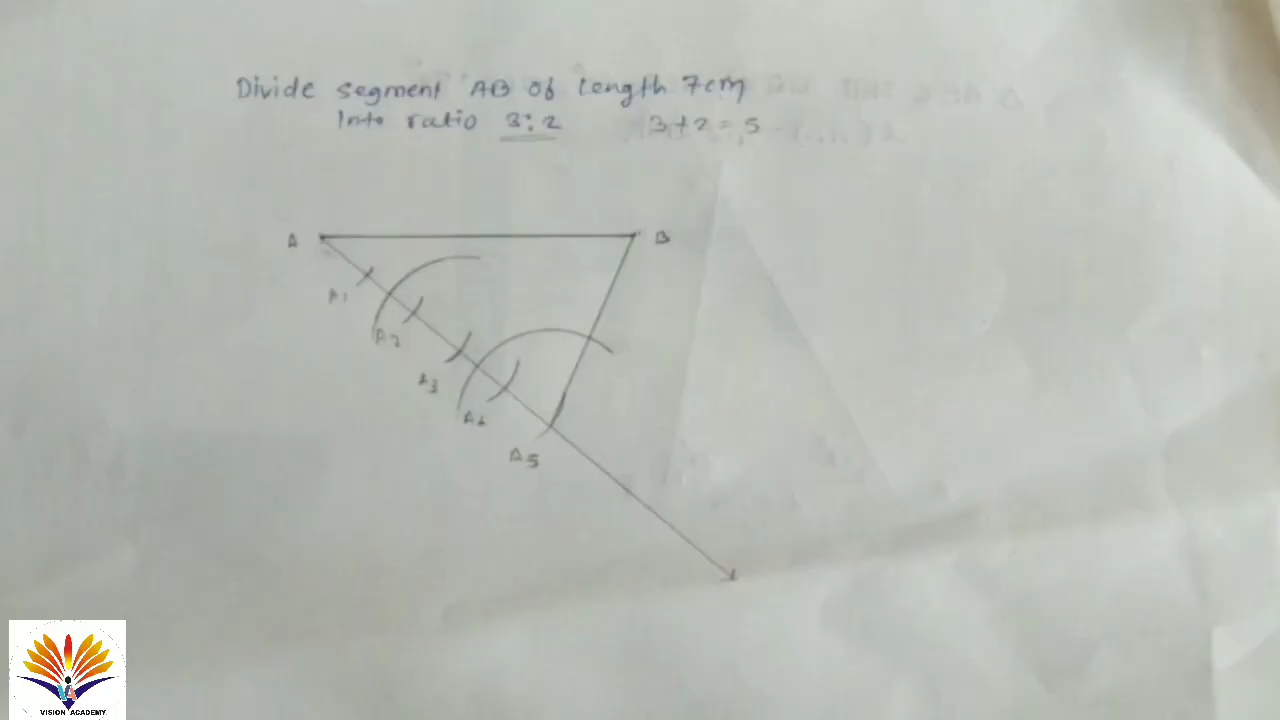 Divide segment AB of length 7cm
Into ratio 3:2 3+2=5
A B
A1
A2
A3
A4
A5
VISION ACADEMY